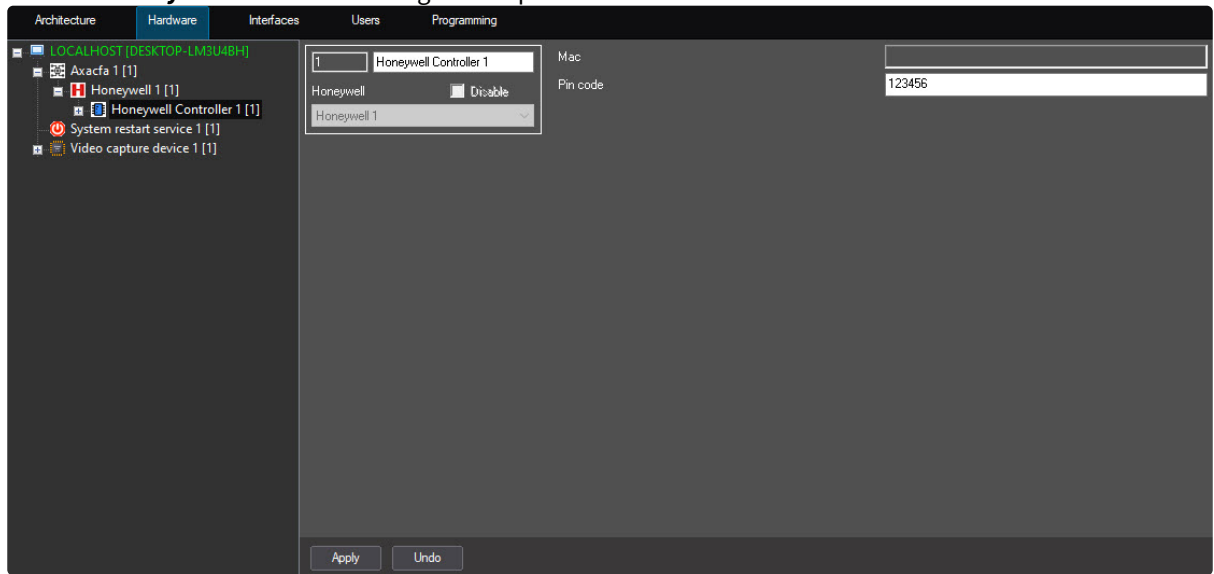 Architecture Hardware Interfaces Users Programming
LOCALHOST [DESKTOP-LM3U4BH]
Axacfa 1 [1]
Honeywell 1 [1]
Honeywell Controller 1 [1]
System restart service 1 [1]
Video capture device 1 [1]
1 Honeywell Controller 1
Honeywell Disable
Honeywell 1
Mac
Pin code 123456
Apply Undo